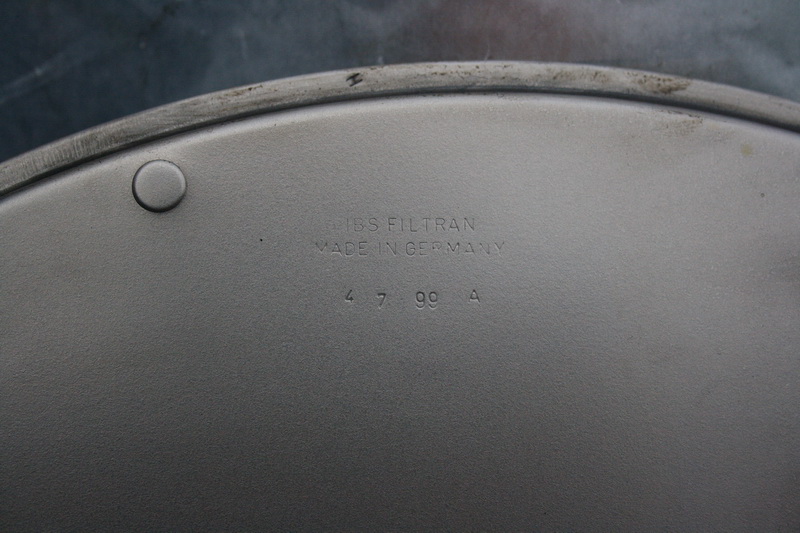 IBS FILTRAN
MADE IN GERMANY
4 7 99 A